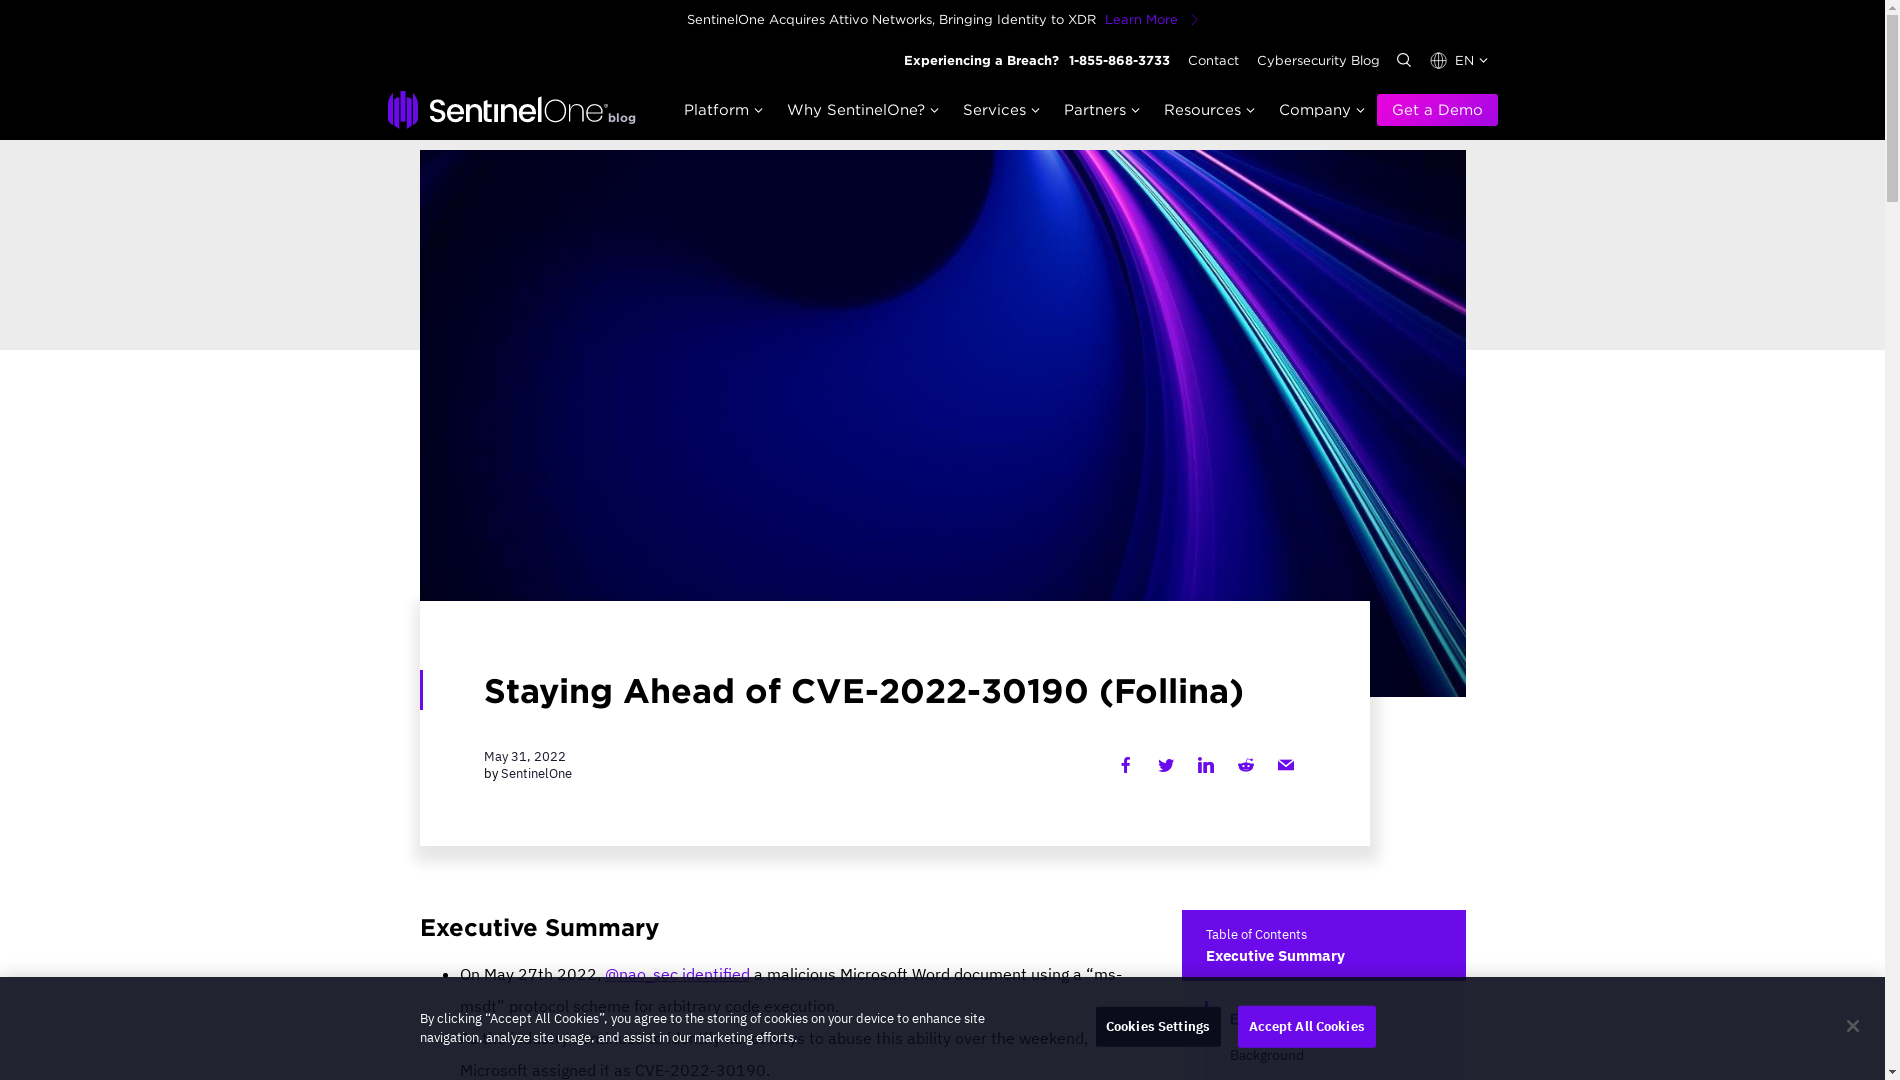 SentinelOne Acquires Attivo Networks, Bringing Identity to XDR Learn More
Experiencing a Breach? 1-855-868-3733 Contact Cybersecurity Blog EN
SentinelOne® blog Platform Why SentinelOne? Services Partners Resources Company Get a Demo
Staying Ahead of CVE-2022-30190 (Follina)
May 31, 2022
by SentinelOne
Executive Summary
On May 27th 2022, @nao_sec identified a malicious Microsoft Word document using a “ms-
msdt” protocol scheme for arbitrary code execution.
to abuse this ability over the weekend,
Microsoft assigned it as CVE-2022-30190.
Table of Contents
Executive Summary
Background
By clicking “Accept All Cookies”, you agree to the storing of cookies on your device to enhance site
navigation, analyze site usage, and assist in our marketing efforts.
Cookies Settings
Accept All Cookies